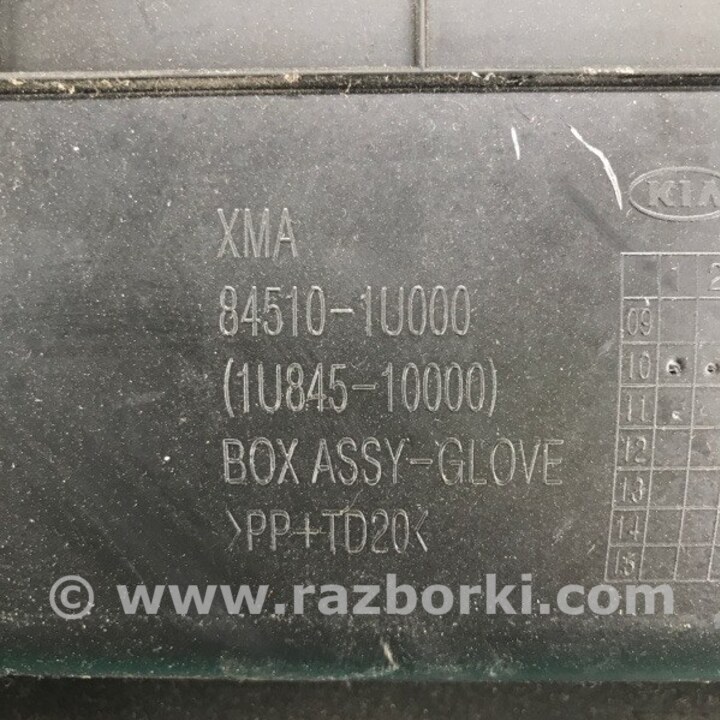 XMA
KIA
84510-1U000
(1U845-10000)
BOX ASSY-GLOVE
>PP+TD20<
1 2
09
10
11
12
13
14
15
© www.razborki.com